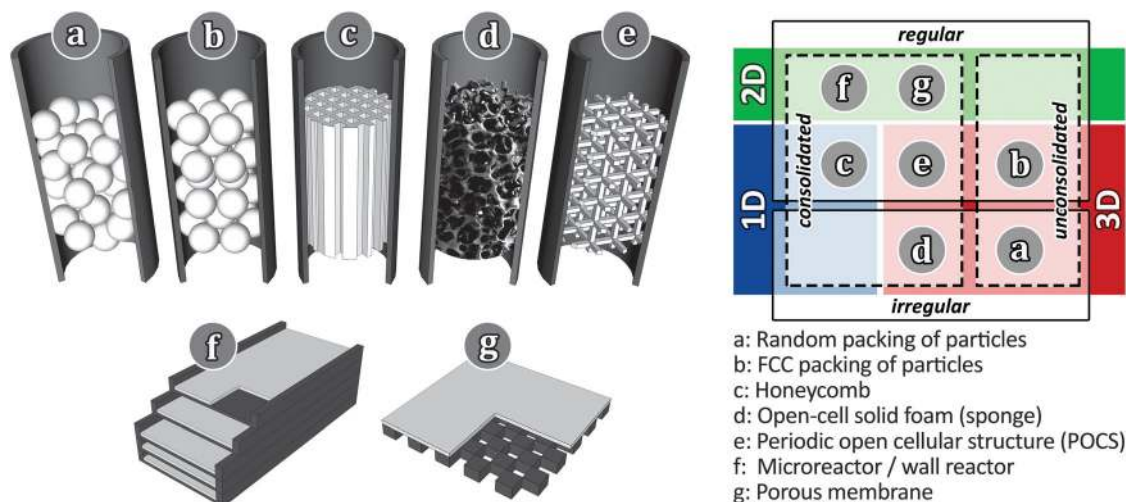 a
b
c
d
e
f
g
regular
2D
f
g
consolidated
unconsolidated
c
e
b
1D
3D
d
a
irregular
a: Random packing of particles
b: FCC packing of particles
c: Honeycomb
d: Open-cell solid foam (sponge)
e: Periodic open cellular structure (POCS)
f: Microreactor / wall reactor
g: Porous membrane